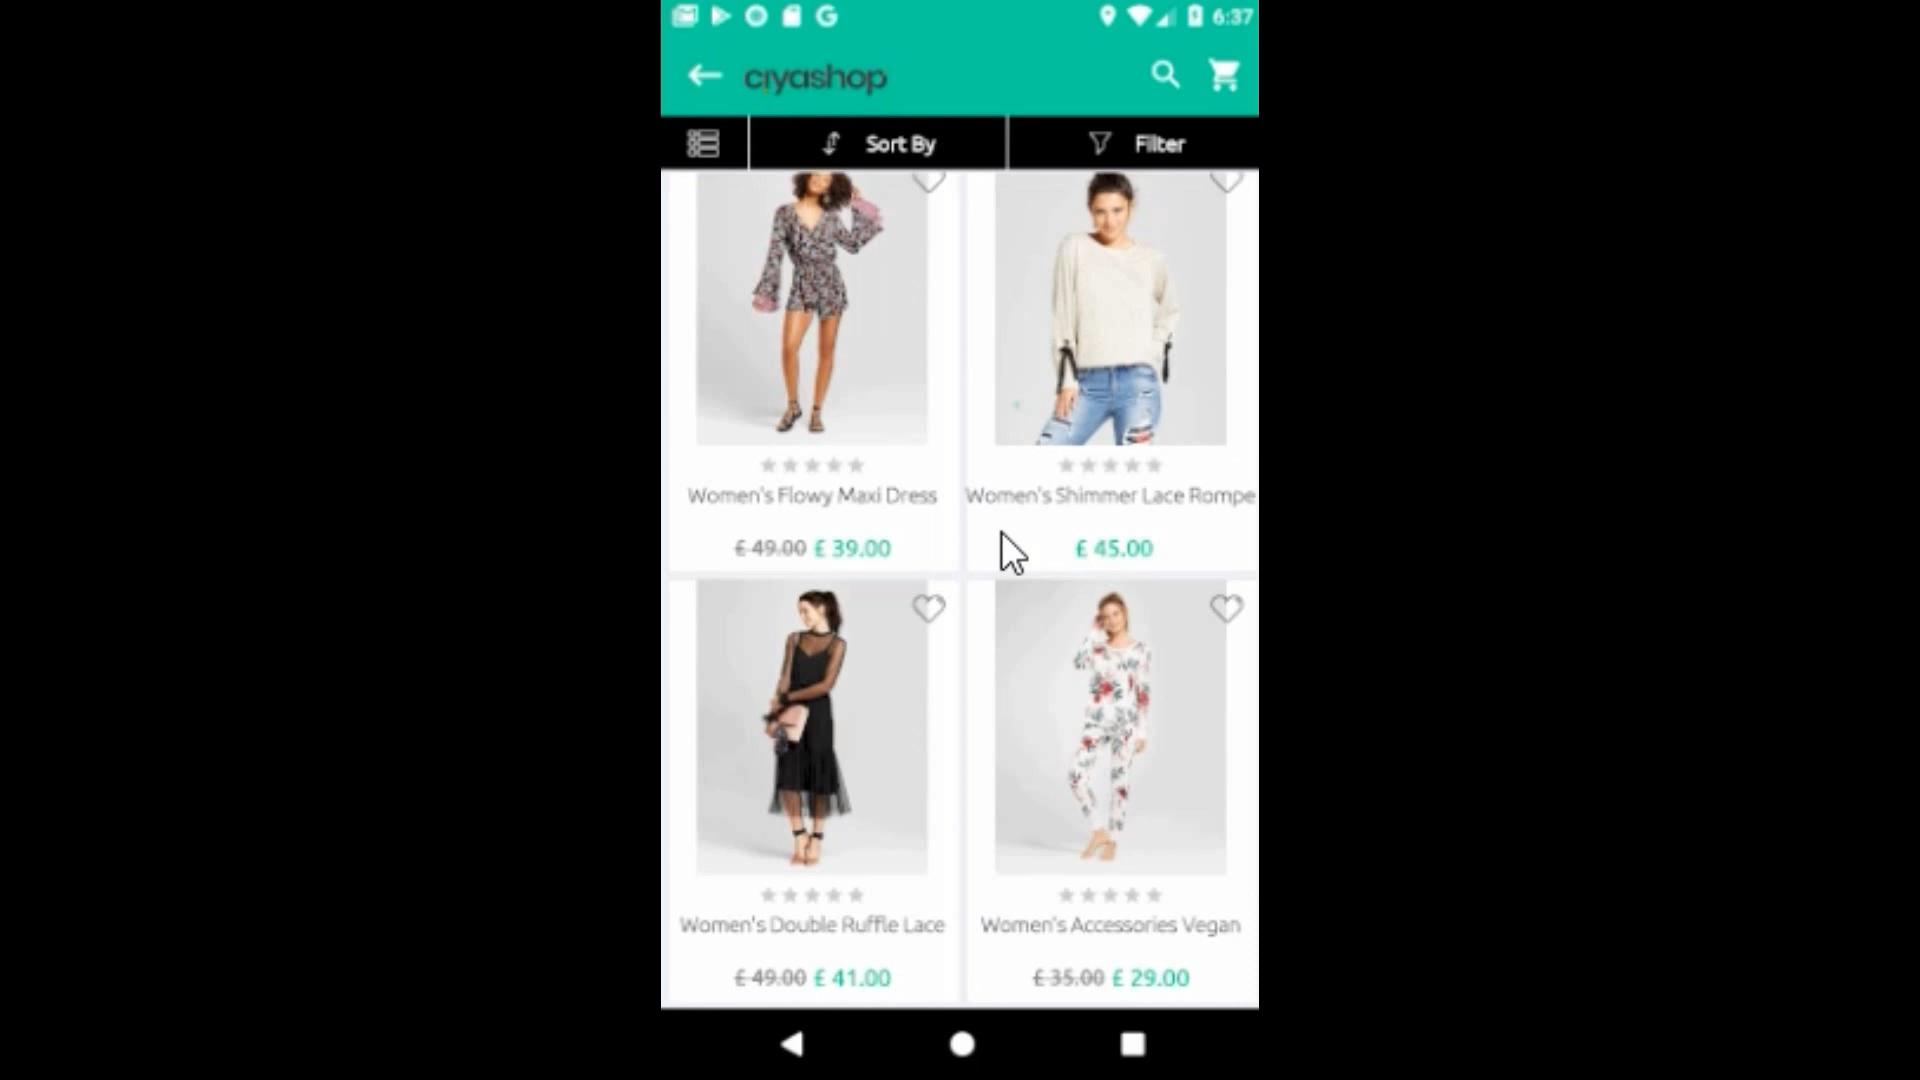 6:37
ciyashop
Sort By
Filter
Women's Flowy Maxi Dress
£ 49.00 £ 39.00
Women's Shimmer Lace Rompe
£ 45.00
Women's Double Ruffle Lace
£ 49.00 £ 41.00
Women's Accessories Vegan
£ 35.00 £ 29.00